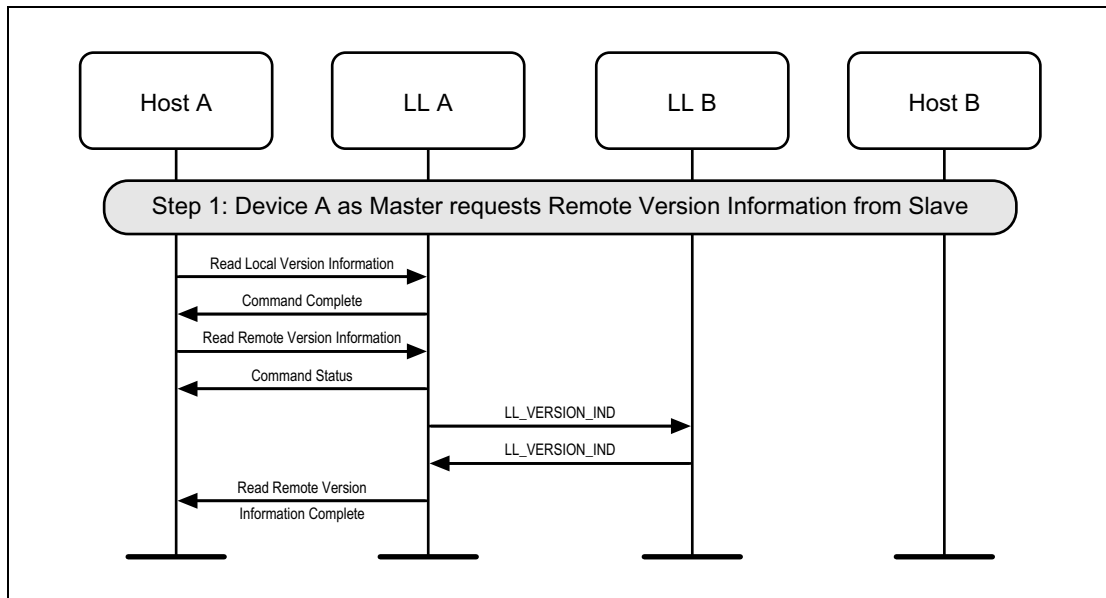 Host A
LL A
LL B
Host B
Step 1: Device A as Master requests Remote Version Information from Slave
Read Local Version Information
Command Complete
Read Remote Version Information
Command Status
LL_VERSION_IND
LL_VERSION_IND
Read Remote Version
Information Complete